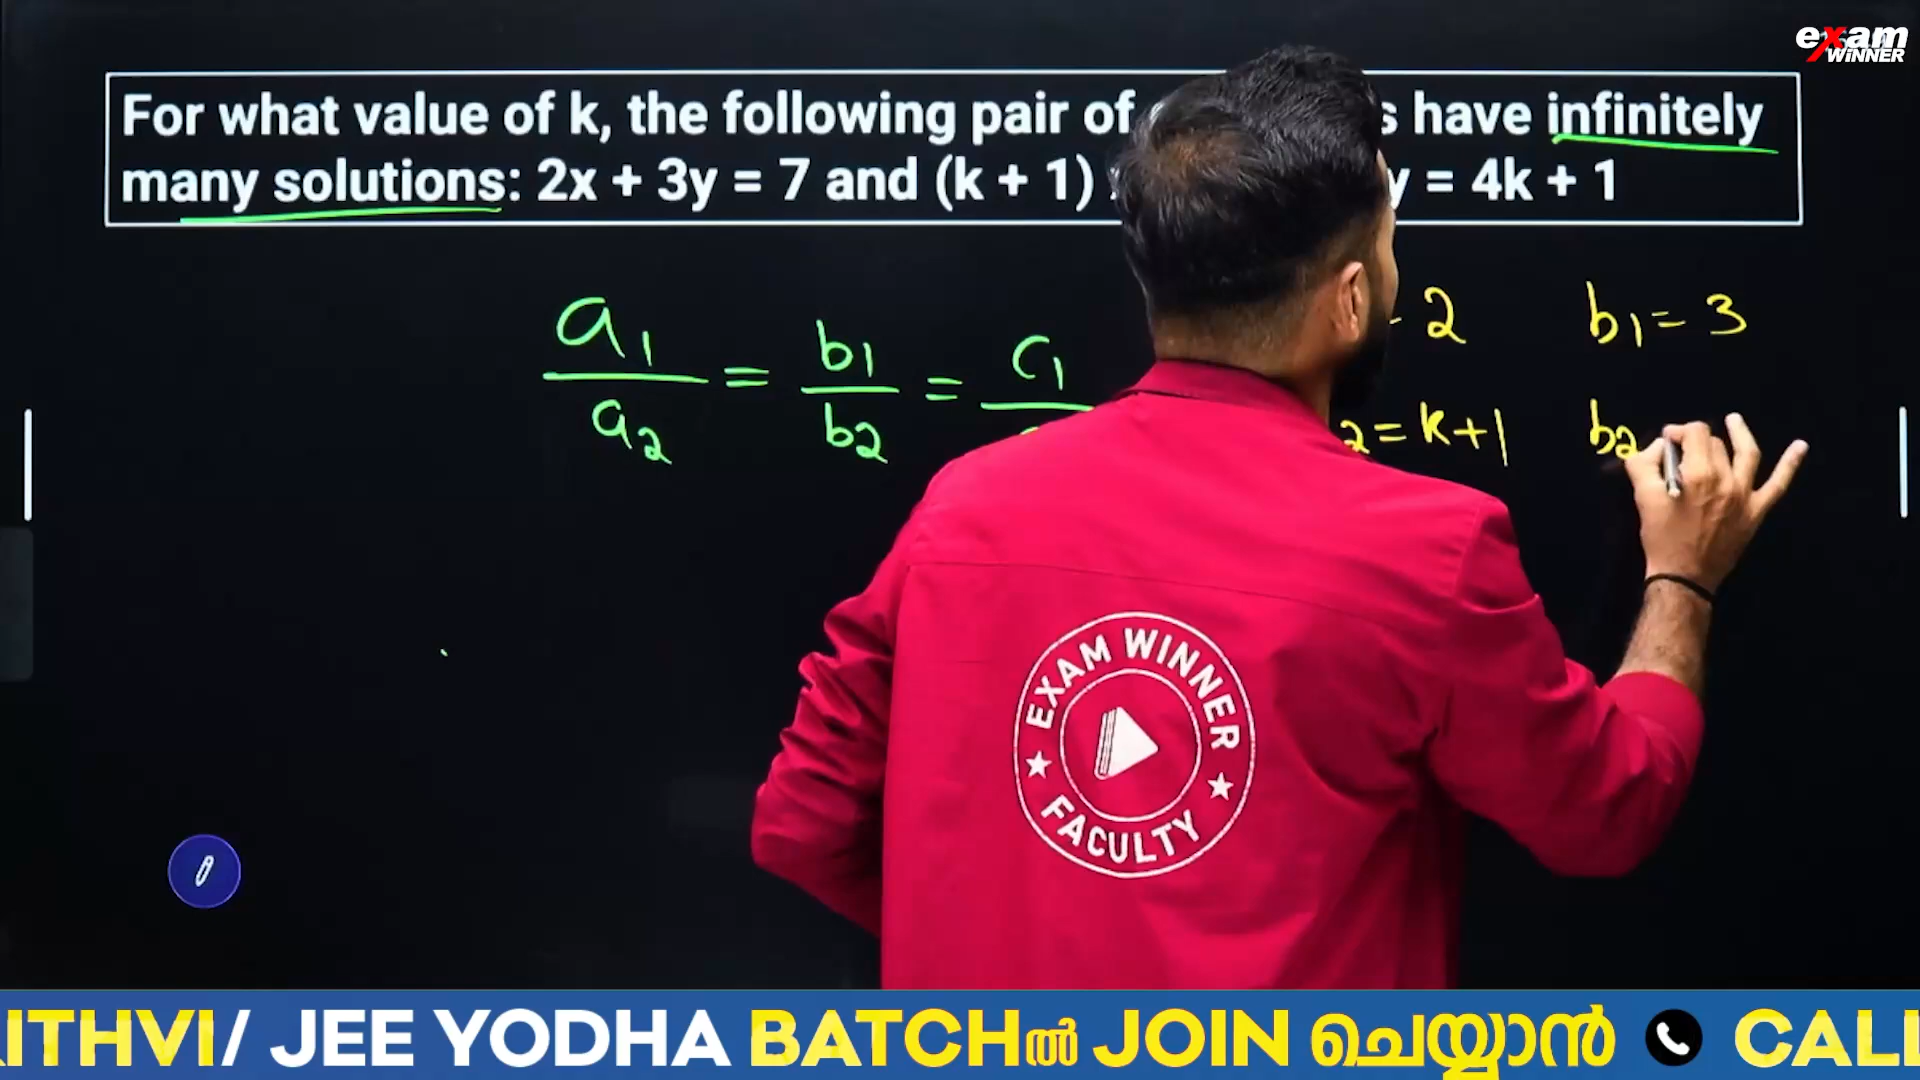 exam
WINNER
For what value of k, the following pair of s have infinitely
many solutions: 2x + 3y = 7 and (k + 1) y = 4k + 1
a1 b1 c1
= =
a2 b2
- 2 b1 = 3
2 = k+1 b2
EXAM WINNER
FACULTY
ITHVI/ JEE YODHA BATCHൽ JOIN ചെയ്യാൻ CALL